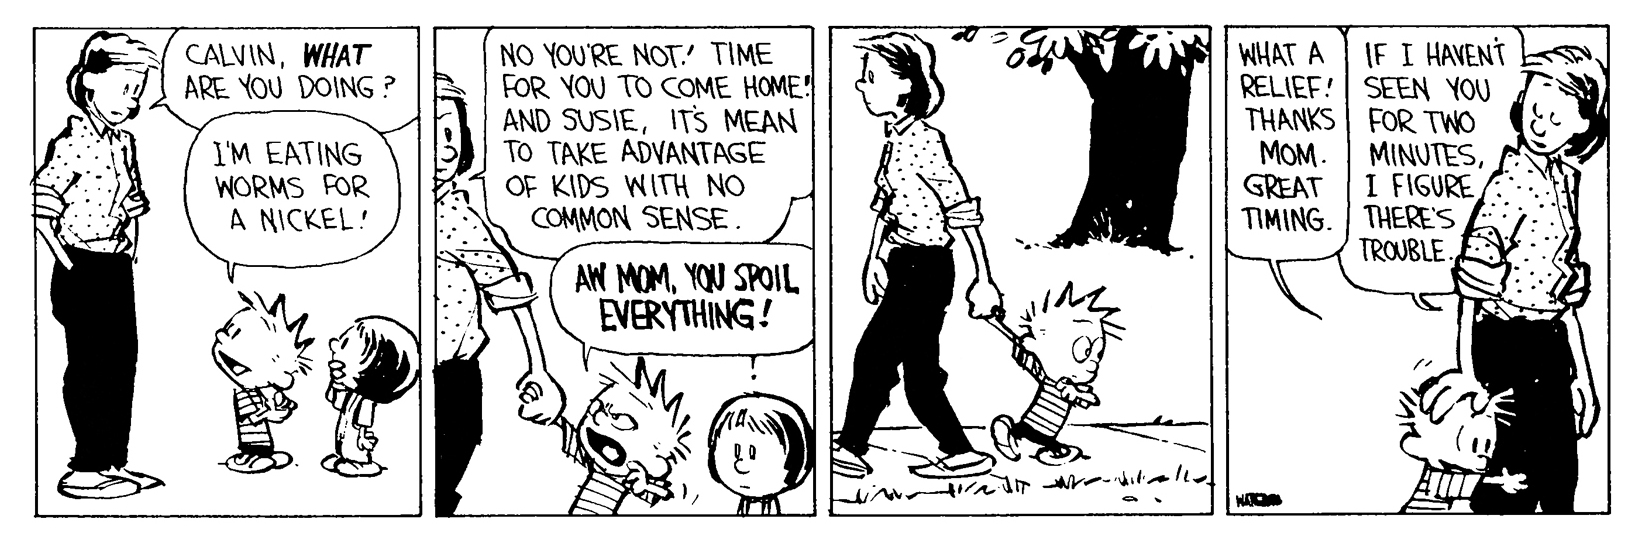 CALVIN, WHAT
ARE YOU DOING?
I'M EATING
WORMS FOR
A NICKEL!
NO YOU'RE NOT! TIME
FOR YOU TO COME HOME!
AND SUSIE, IT'S MEAN
TO TAKE ADVANTAGE
OF KIDS WITH NO
COMMON SENSE.
AW MOM, YOU SPOIL
EVERYTHING!
WHAT A
RELIEF!
THANKS
MOM.
GREAT
TIMING.
IF I HAVEN'T
SEEN YOU
FOR TWO
MINUTES,
I FIGURE
THERE'S
TROUBLE.